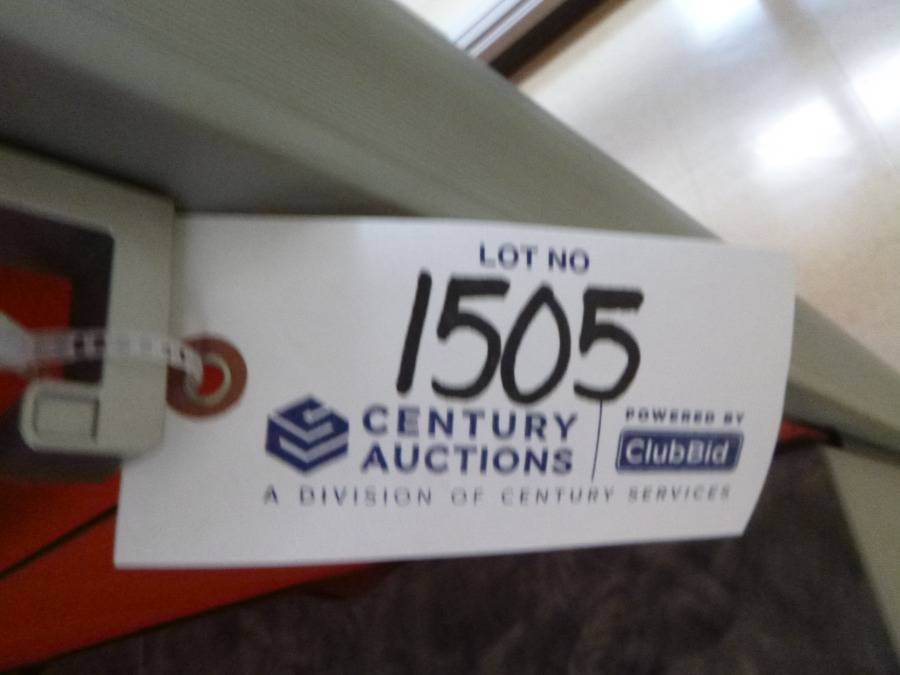 LOT NO
1505
CENTURY
AUCTIONS
POWERED BY
ClubBid
A DIVISION OF CENTURY SERVICES